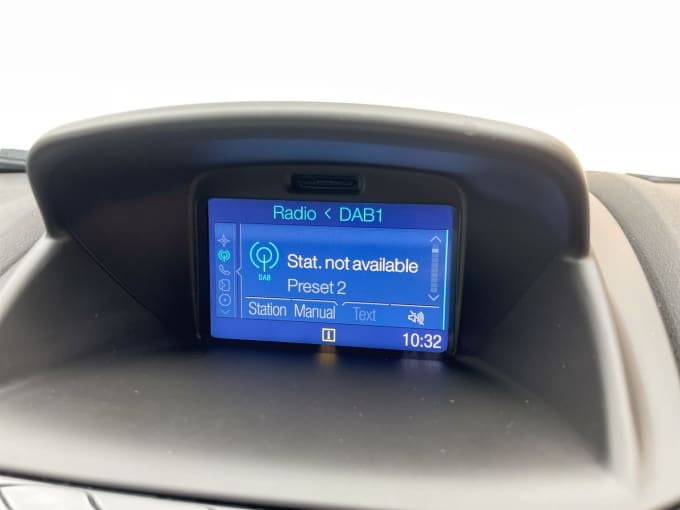 Radio < DAB1
DAB
Stat. not available
Preset 2
Station Manual Text
i
10:32